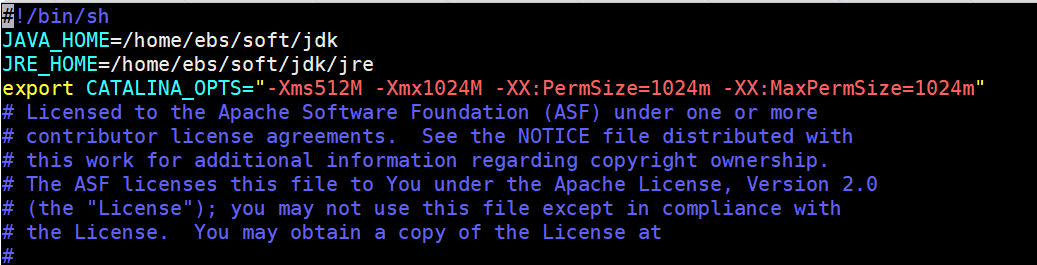 #!/bin/sh
JAVA_HOME=/home/ebs/soft/jdk
JRE_HOME=/home/ebs/soft/jdk/jre
export CATALINA_OPTS="-Xms512M -Xmx1024M -XX:PermSize=1024m -XX:MaxPermSize=1024m"
# Licensed to the Apache Software Foundation (ASF) under one or more
# contributor license agreements.  See the NOTICE file distributed with
# this work for additional information regarding copyright ownership.
# The ASF licenses this file to You under the Apache License, Version 2.0
# (the "License"); you may not use this file except in compliance with
# the License.  You may obtain a copy of the License at
#